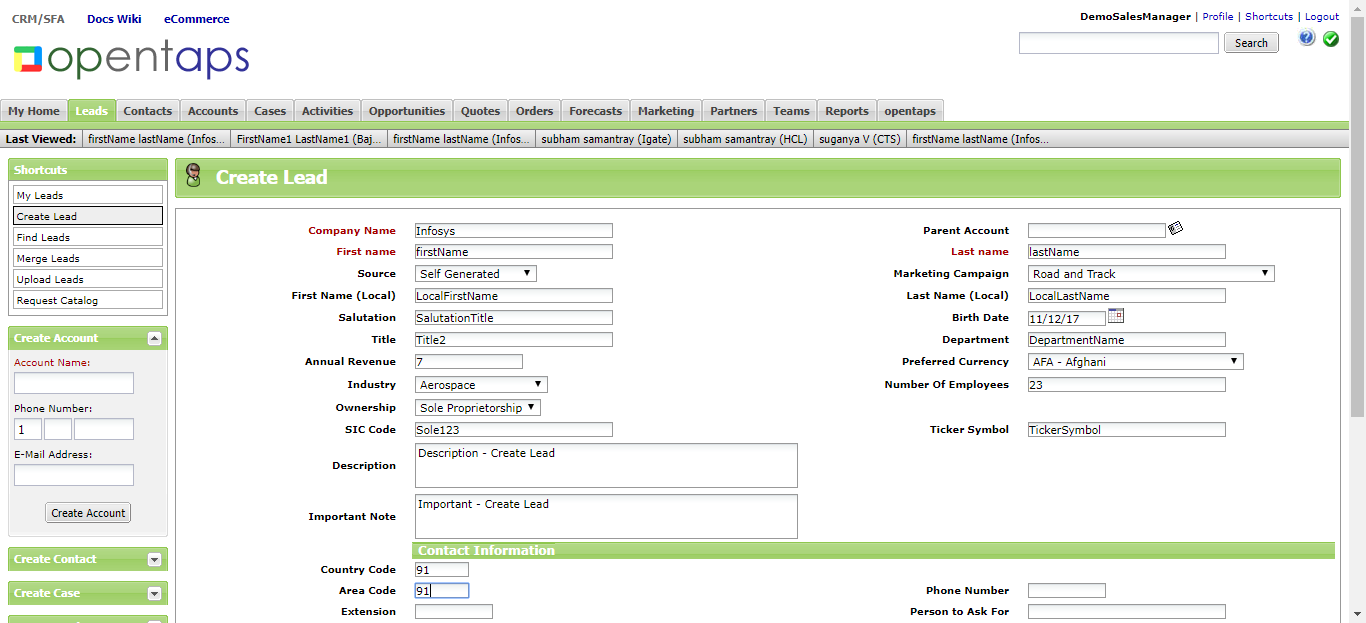 CRM/SFA Docs Wiki eCommerce
DemoSalesManager | Profile | Shortcuts | Logout
opentaps
Search
My Home Leads Contacts Accounts Cases Activities Opportunities Quotes Orders Forecasts Marketing Partners Teams Reports opentaps
Last Viewed: firstName lastName (Infos... FirstName1 LastName1 (Baj... firstName lastName (Infos... subham samantray (Igate) subham samantray (HCL) suganya V (CTS) firstName lastName (Infos...
Shortcuts
My Leads
Create Lead
Find Leads
Merge Leads
Upload Leads
Request Catalog
Create Account
Account Name:
Phone Number:
1
E-Mail Address:
Create Account
Create Contact
Create Case
Create Lead
Company Name Infosys Parent Account
First name firstName Last name lastName
Source Self Generated Marketing Campaign Road and Track
First Name (Local) LocalFirstName Last Name (Local) LocalLastName
Salutation SalutationTitle Birth Date 11/12/17
Title Title2 Department DepartmentName
Annual Revenue 7 Preferred Currency AFA - Afghani
Industry Aerospace Number Of Employees 23
Ownership Sole Proprietorship
SIC Code Sole123 Ticker Symbol TickerSymbol
Description Description - Create Lead
Important Note Important - Create Lead
Contact Information
Country Code 91
Area Code 91 Phone Number
Extension Person to Ask For